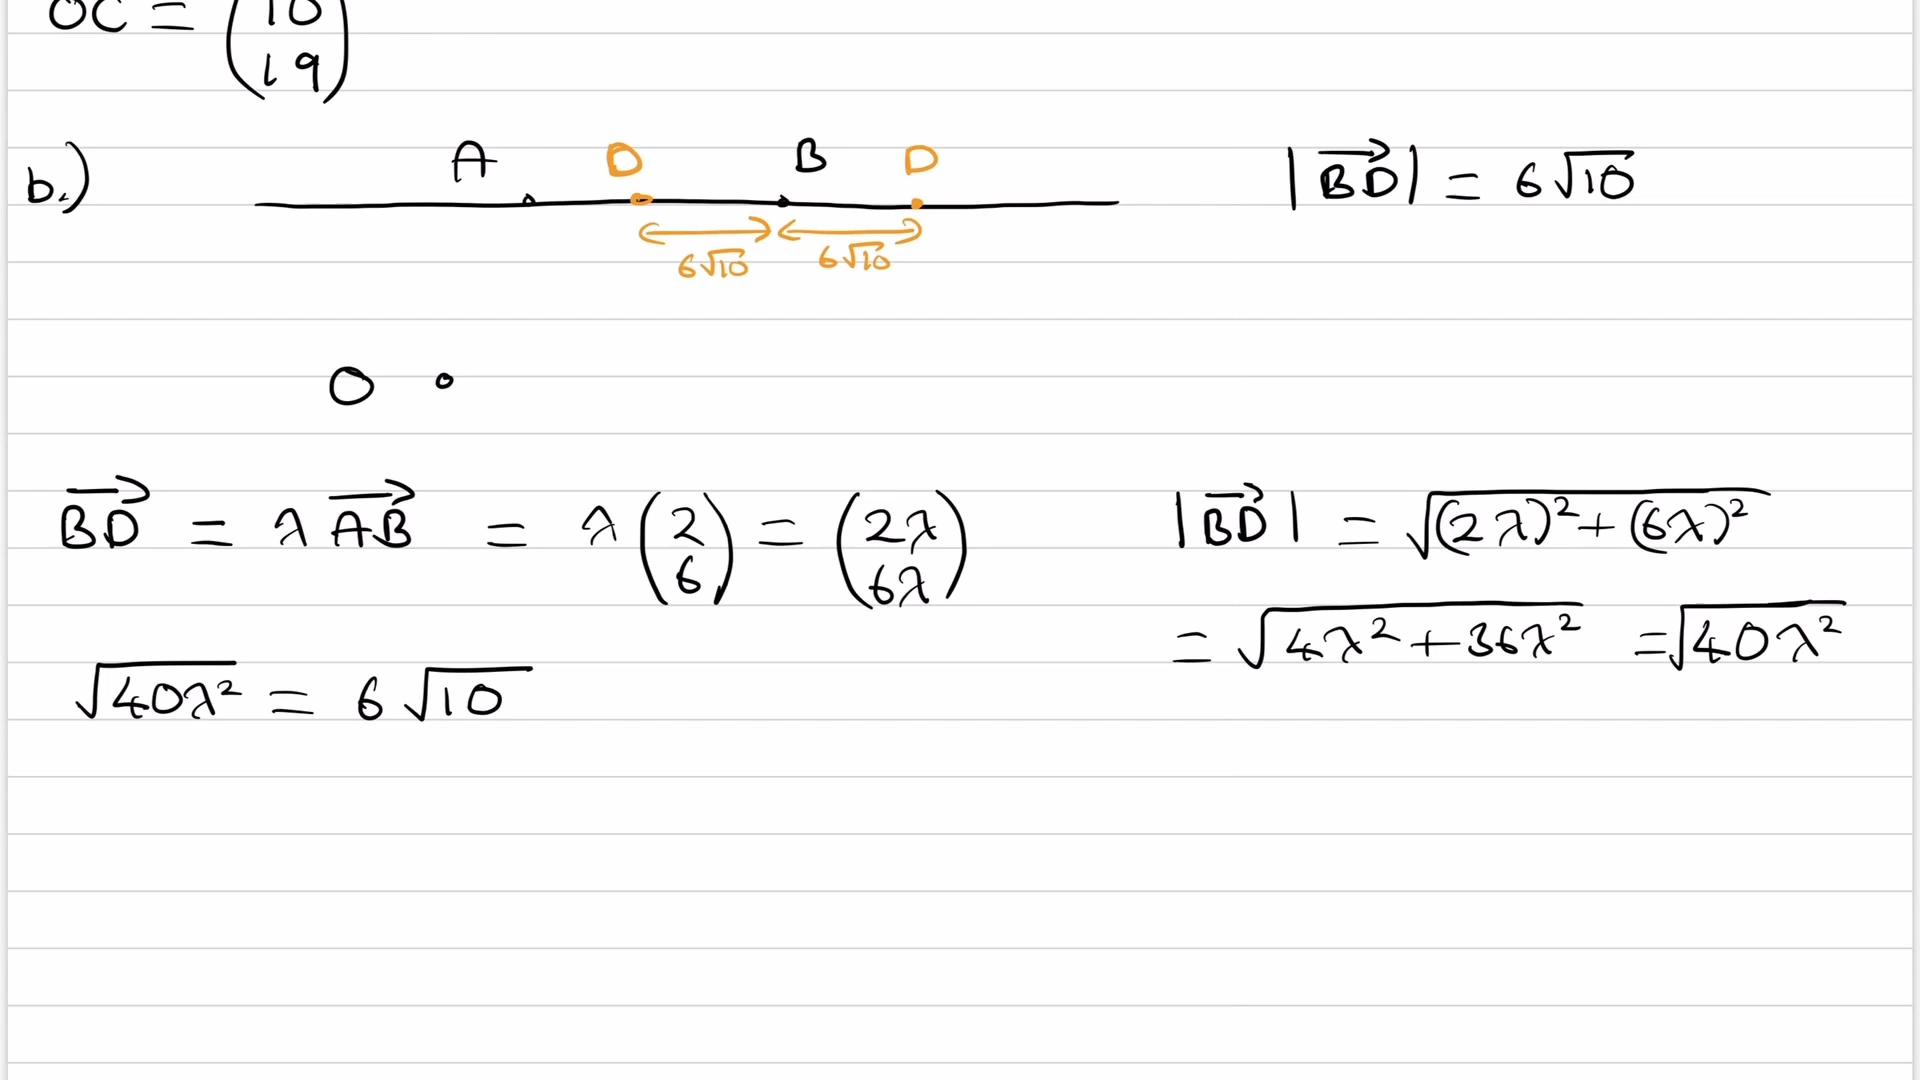 OC = (10
19)
b.) A D B D |BD→| = 6√10
6√10 6√10
O
BD→ = λ AB→ = λ (2 6) = (2λ 6λ) |BD→| = √((2λ)² + (6λ)²)
= √(4λ² + 36λ²) = √(40λ²)
√(40λ²) = 6√10